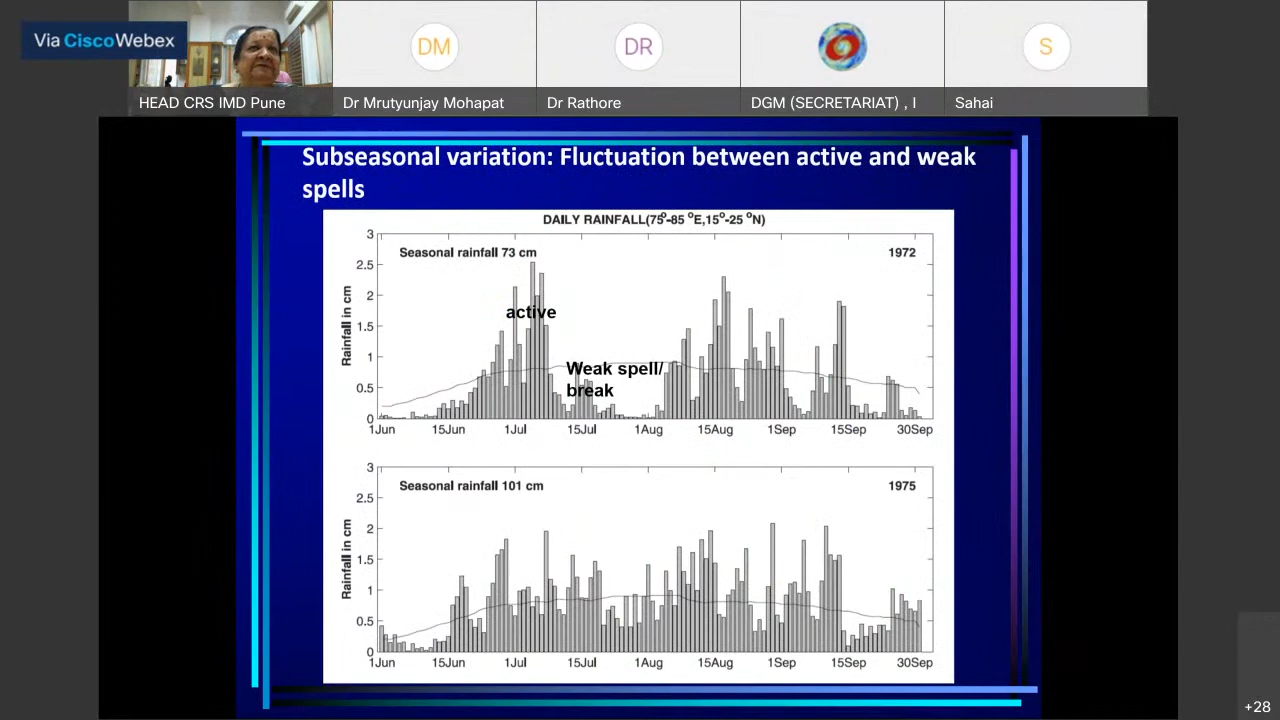 Via Cisco Webex
HEAD CRS IMD Pune
DM
Dr Mrutyunjay Mohapat
DR
Dr Rathore
DGM (SECRETARIAT) , I
S
Sahai
Subseasonal variation: Fluctuation between active and weak
spells
DAILY RAINFALL(75°-85 °E,15°-25 °N)
Seasonal rainfall 73 cm
1972
Rainfall in cm
3
2.5
2
1.5
1
0.5
0
active
Weak spell/
break
1Jun 15Jun 1Jul 15Jul 1Aug 15Aug 1Sep 15Sep 30Sep
Seasonal rainfall 101 cm
1975
Rainfall in cm
3
2.5
2
1.5
1
0.5
0
1Jun 15Jun 1Jul 15Jul 1Aug 15Aug 1Sep 15Sep 30Sep
+28